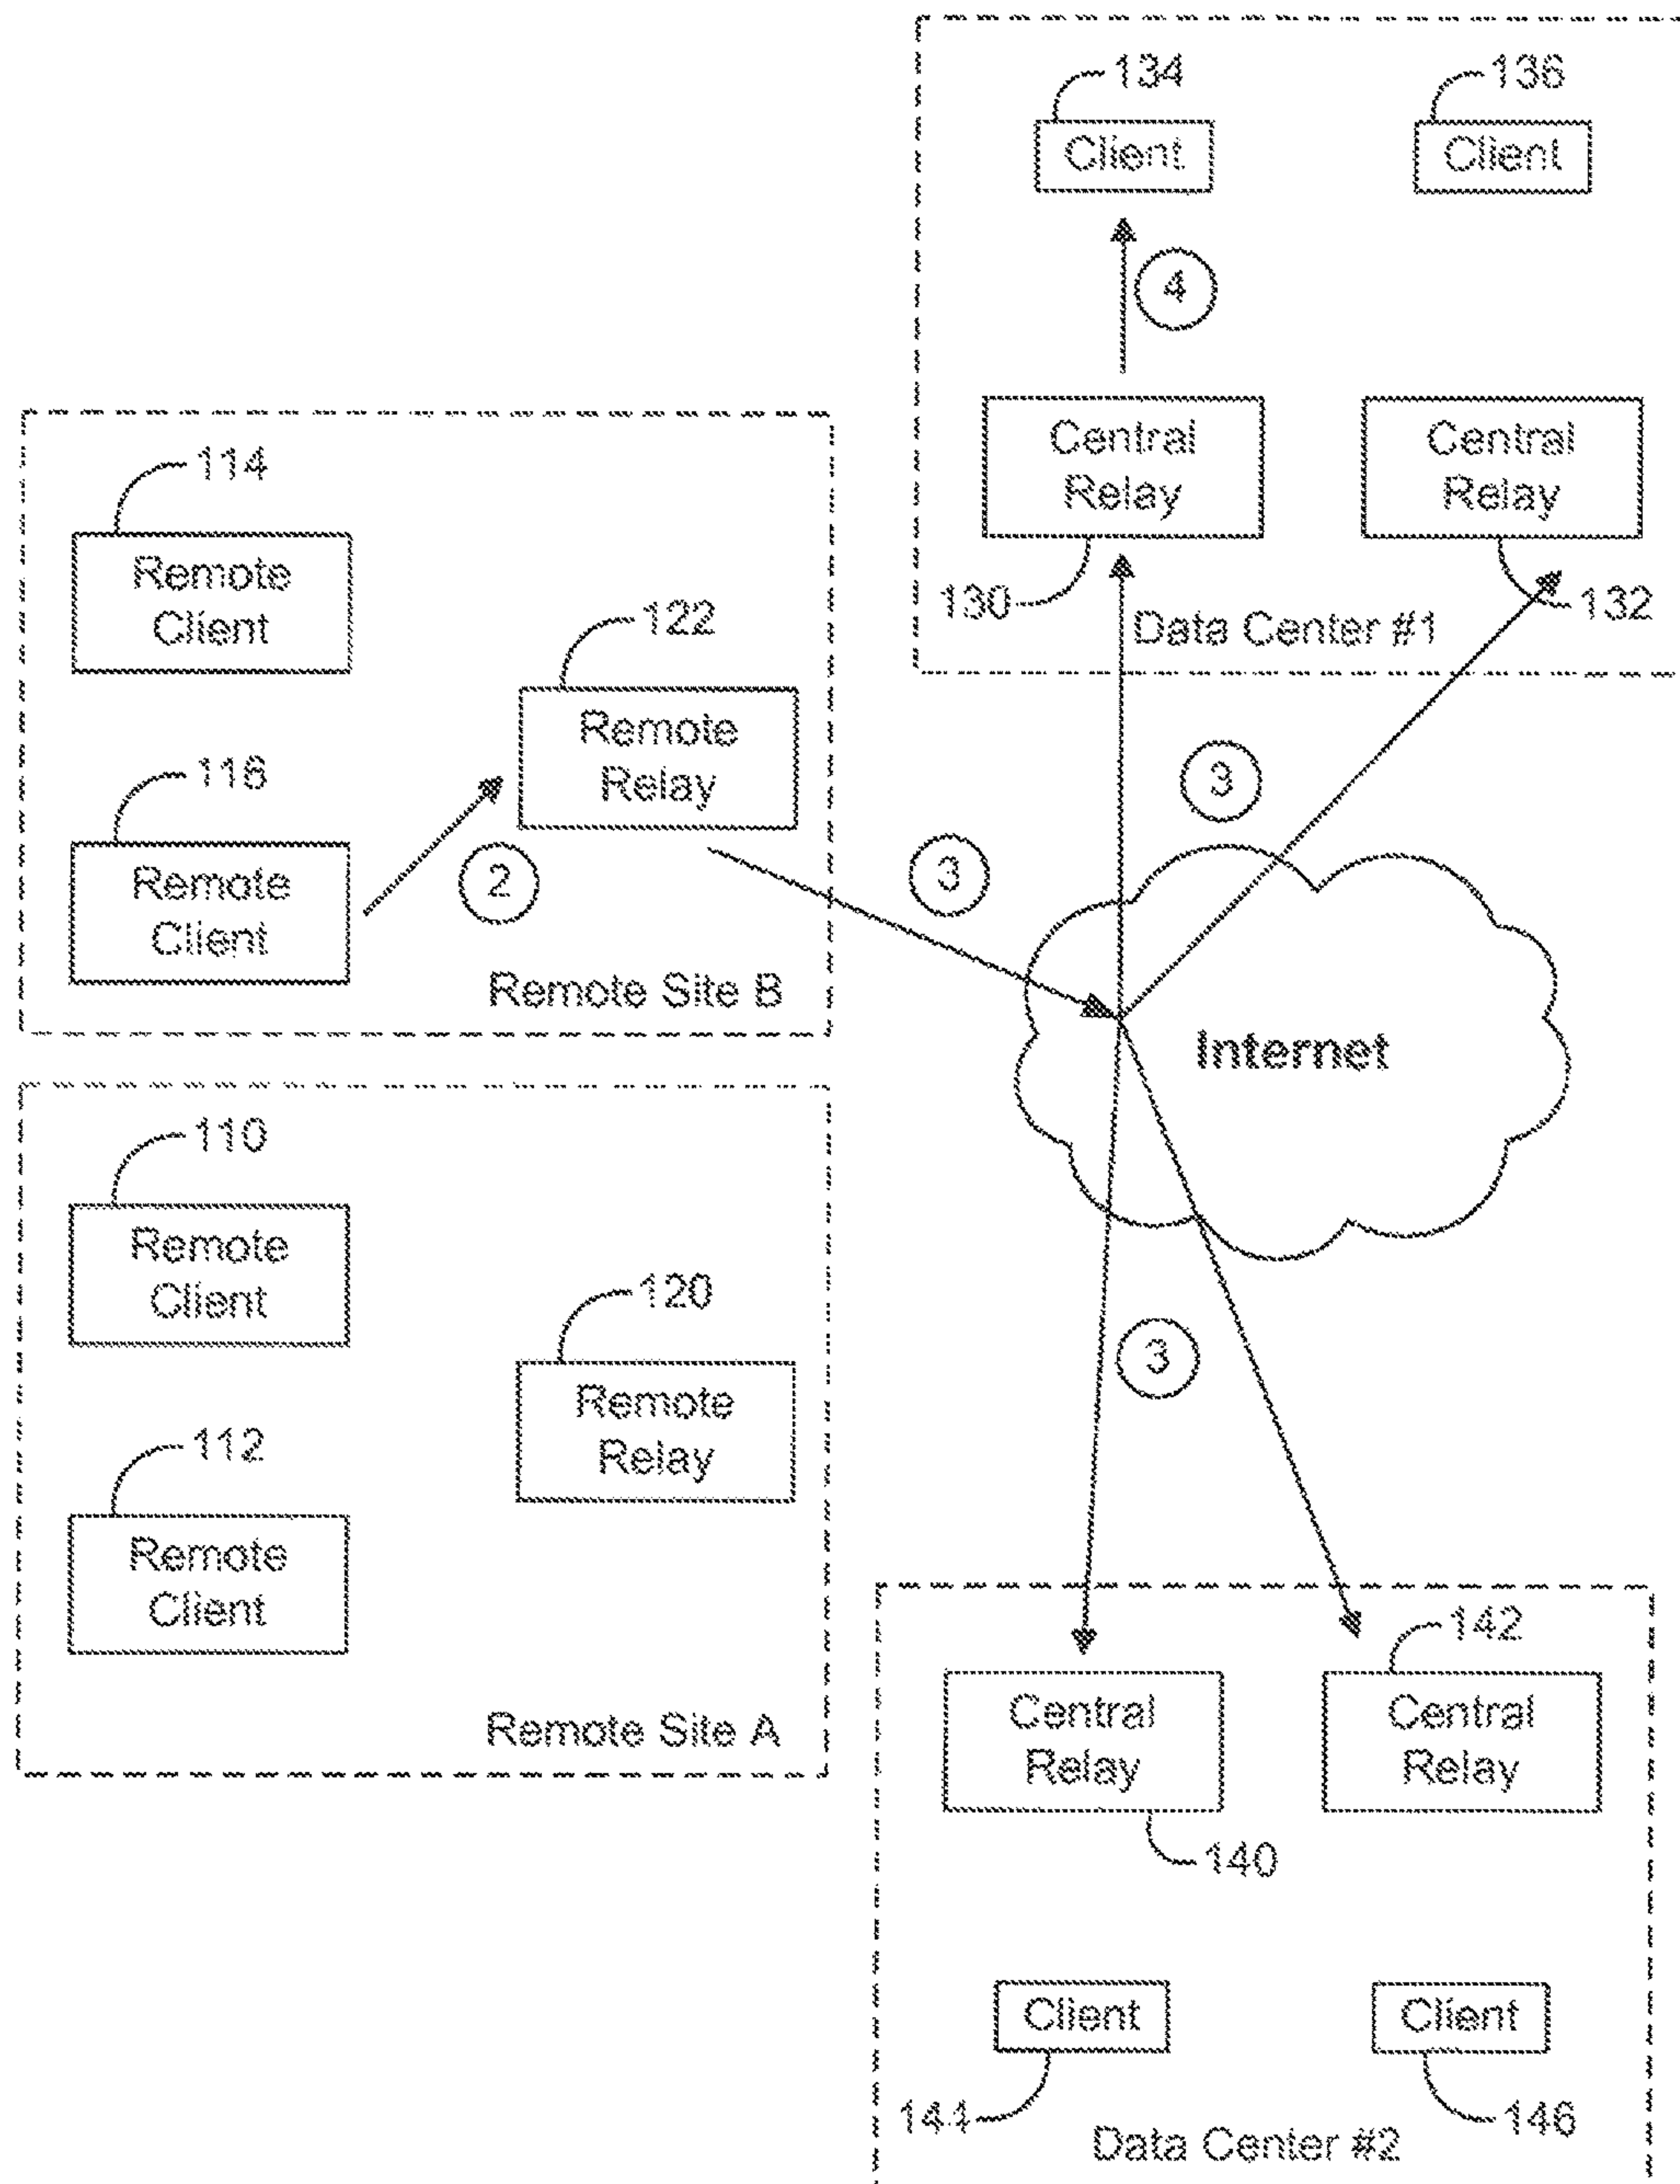 134
136
Client
Client
4
Central
Relay
Central
Relay
130
132
Data Center #1
114
Remote
Client
122
Remote
Relay
116
Remote
Client
2
Remote Site B
3
3
Internet
110
Remote
Client
120
Remote
Relay
112
Remote
Client
Remote Site A
3
142
Central
Relay
Central
Relay
140
Client
Client
144
146
Data Center #2